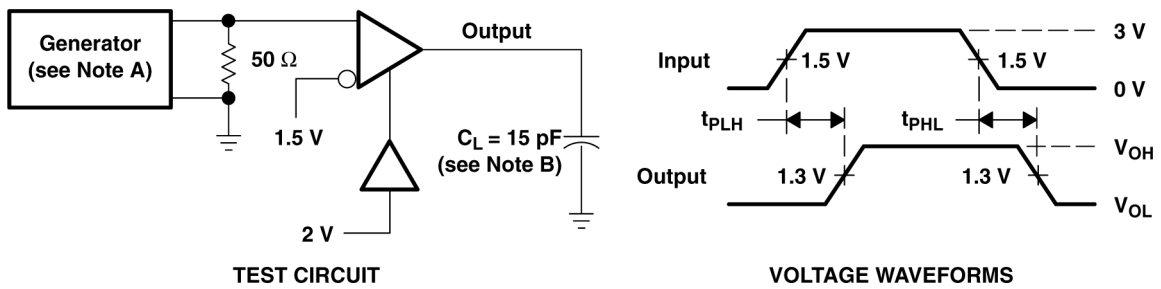 Generator
(see Note A)
50 Ω
1.5 V
2 V
Output
C_L = 15 pF
(see Note B)
TEST CIRCUIT
Input
1.5 V
1.5 V
3 V
0 V
t_PLH
t_PHL
Output
1.3 V
1.3 V
V_OH
V_OL
VOLTAGE WAVEFORMS